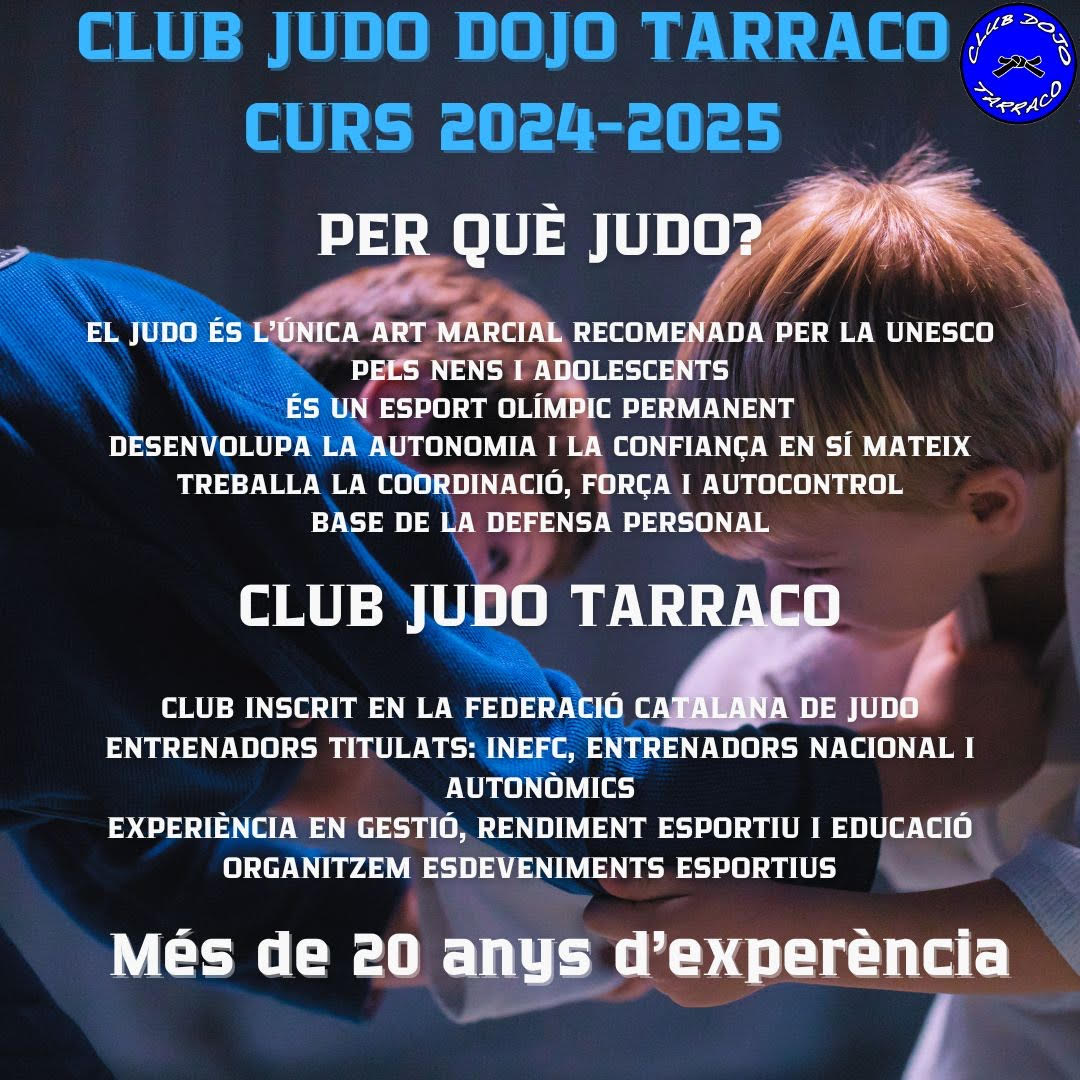 CLUB JUDO DOJO TARRACO
CURS 2024-2025
CLUB DOJO
TARRACO
PER QUÈ JUDO?
EL JUDO ÉS L'ÚNICA ART MARCIAL RECOMENADA PER LA UNESCO
PELS NENS I ADOLESCENTS
ÉS UN ESPORT OLÍMPIC PERMANENT
DESENVOLUPA LA AUTONOMIA I LA CONFIANÇA EN SÍ MATEIX
TREBALLA LA COORDINACIÓ, FORÇA I AUTOCONTROL
BASE DE LA DEFENSA PERSONAL
CLUB JUDO TARRACO
CLUB INSCRIT EN LA FEDERACIÓ CATALANA DE JUDO
ENTRENADORS TITULATS: INEFC, ENTRENADORS NACIONAL I
AUTONÒMICS
EXPERIÈNCIA EN GESTIÓ, RENDIMENT ESPORTIU I EDUCACIÓ
ORGANITZEM ESDEVENIMENTS ESPORTIUS
Més de 20 anys d'experència